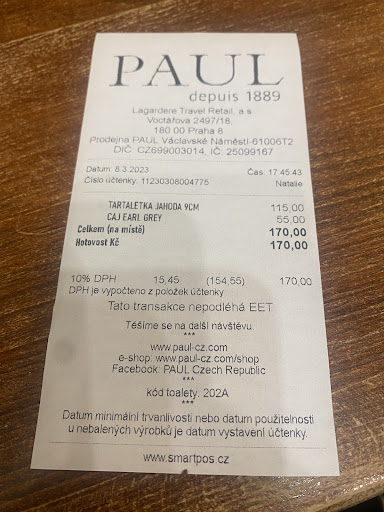 PAUL
depuis 1889
Lagardere Travel Retail, a.s.
Voctářova 2497/18,
180 00 Praha 8
Prodejna PAUL Václavské Náměstí-61006T2
DIČ: CZ699003014, IČ: 25099167
Datum: 8.3.2023 Čas: 17:45:43
Číslo účtenky: 11230308004775 Natalie
TARTALETKA JAHODA 9CM 115,00
CAJ EARL GREY 55,00
Celkem (na místě) 170,00
Hotovost Kč 170,00
10% DPH 15,45 (154,55) 170,00
DPH je vypočteno z položek účtenky
Tato transakce nepodléhá EET
Těšíme se na další návštěvu.
***
www.paul-cz.com
e-shop: www.paul-cz.com/shop
Facebook: PAUL Czech Republic
***
kód toalety: 202A
***
Datum minimální trvanlivosti nebo datum použitelnosti
u nebalených výrobků je datum vystavení účtenky.
www.smartpos.cz